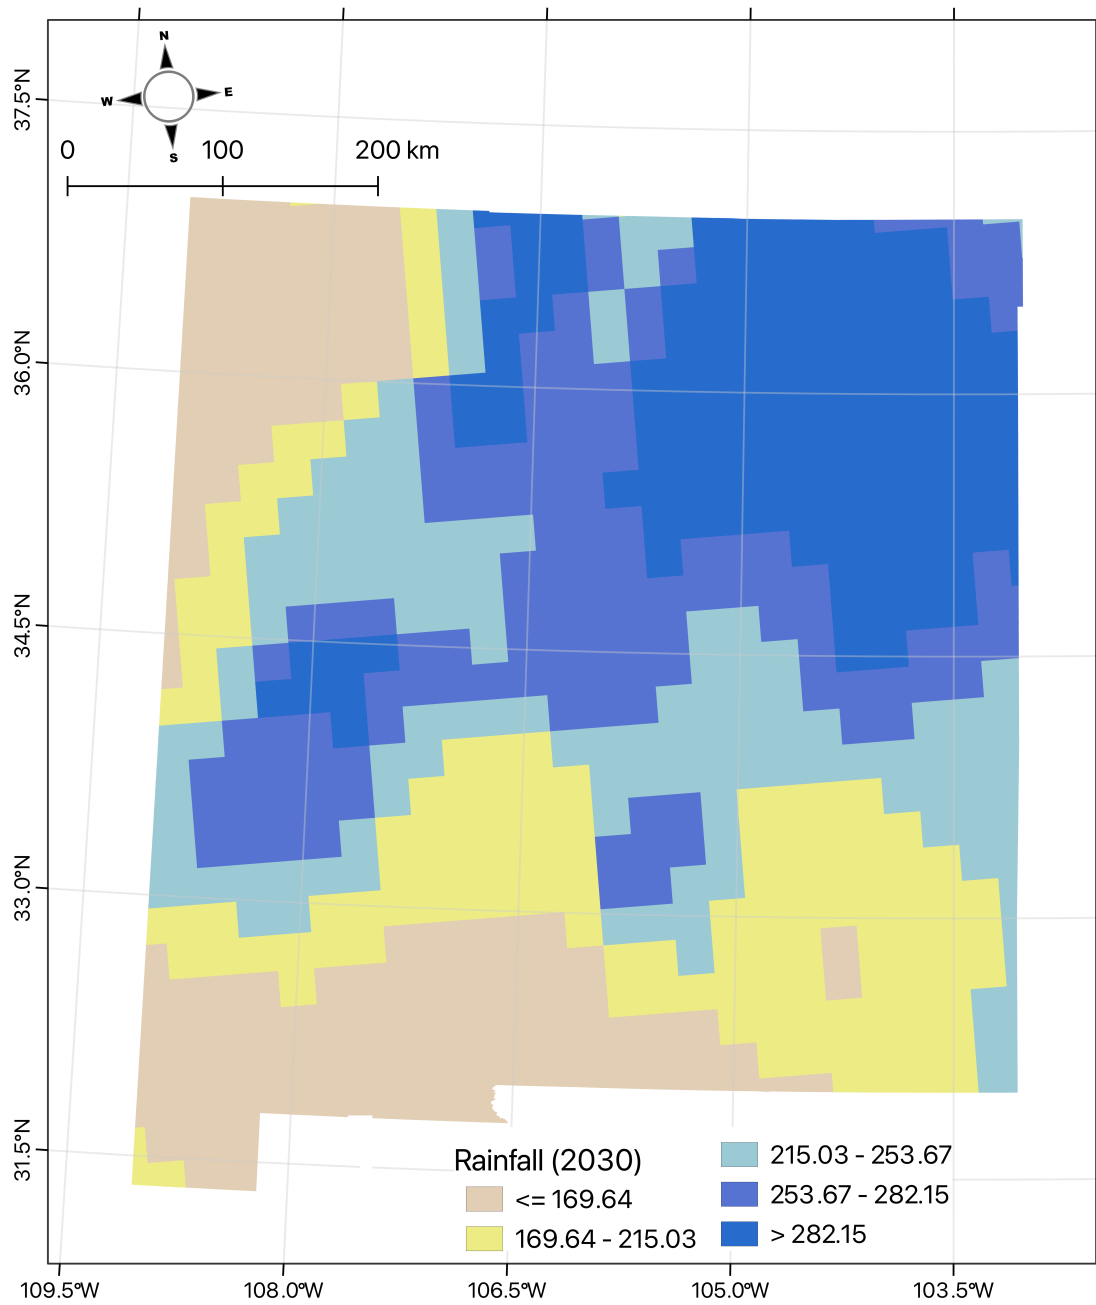 N
W E
S
0 100 200 km
37.5°N
36.0°N
34.5°N
33.0°N
31.5°N
Rainfall (2030)
<= 169.64
169.64 - 215.03
215.03 - 253.67
253.67 - 282.15
> 282.15
109.5°W 108.0°W 106.5°W 105.0°W 103.5°W